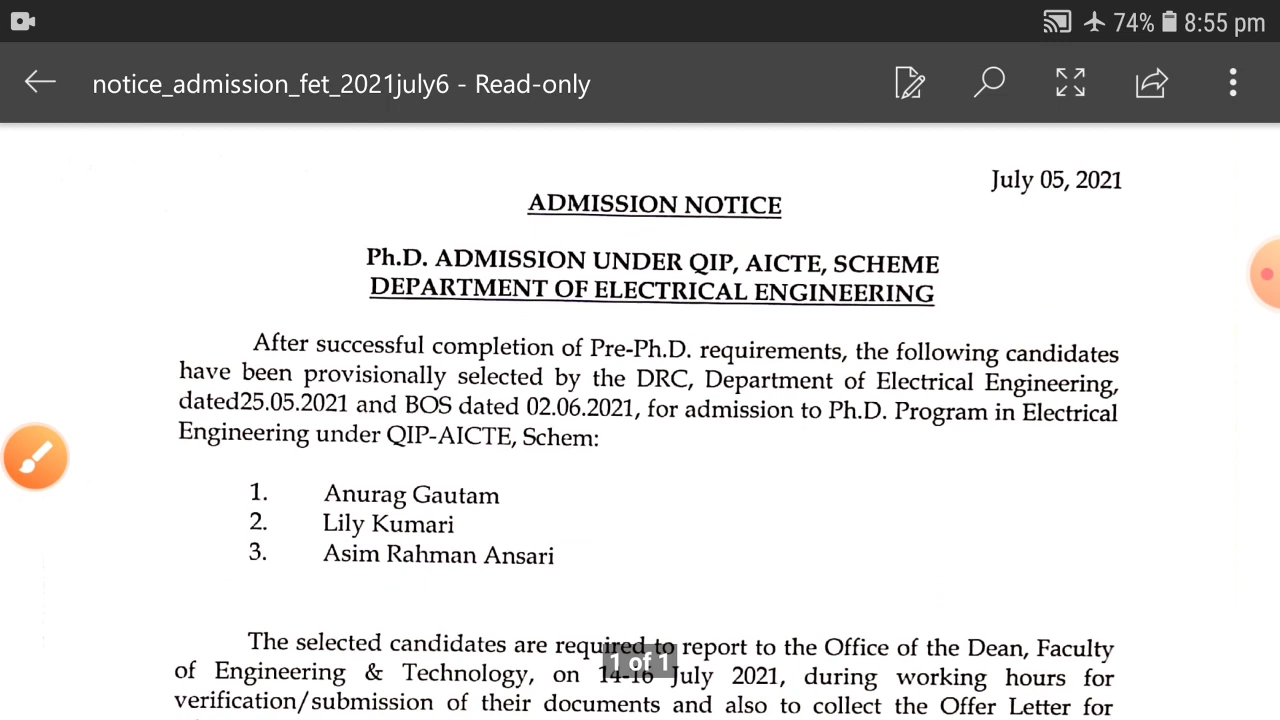 74% 8:55 pm
notice_admission_fet_2021july6 - Read-only
July 05, 2021
ADMISSION NOTICE
Ph.D. ADMISSION UNDER QIP, AICTE, SCHEME
DEPARTMENT OF ELECTRICAL ENGINEERING
After successful completion of Pre-Ph.D. requirements, the following candidates
have been provisionally selected by the DRC, Department of Electrical Engineering,
dated25.05.2021 and BOS dated 02.06.2021, for admission to Ph.D. Program in Electrical
Engineering under QIP-AICTE, Schem:
1. Anurag Gautam
2. Lily Kumari
3. Asim Rahman Ansari
The selected candidates are required to report to the Office of the Dean, Faculty
1 of 1
of Engineering & Technology, on 14-16 July 2021, during working hours for
verification/submission of their documents and also to collect the Offer Letter for